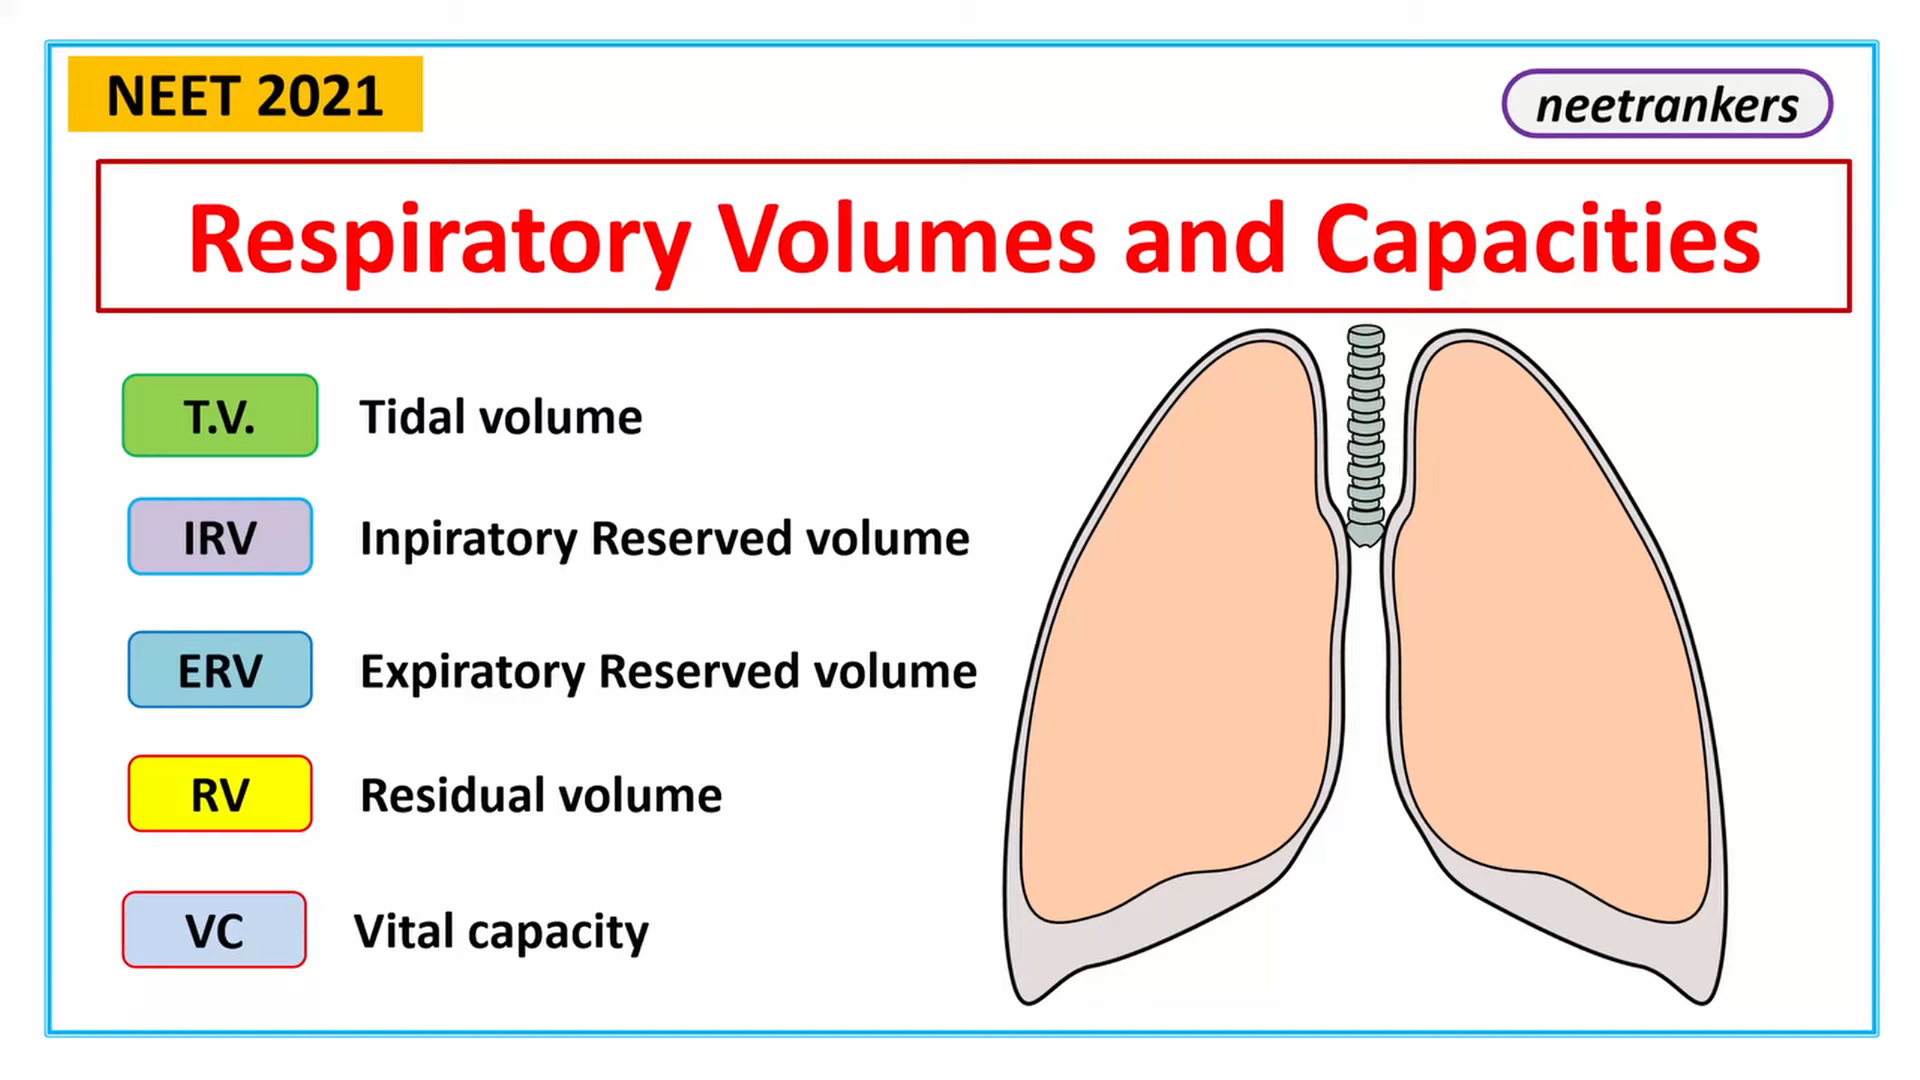 NEET 2021
neetrankers
Respiratory Volumes and Capacities
T.V. Tidal volume
IRV Inpiratory Reserved volume
ERV Expiratory Reserved volume
RV Residual volume
VC Vital capacity